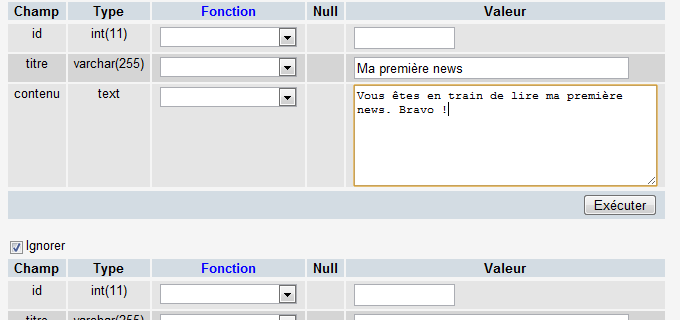 Champ Type Fonction Null Valeur
id int(11)
titre varchar(255) Ma première news
contenu text Vous êtes en train de lire ma première
news. Bravo !
Exécuter
Ignorer
Champ Type Fonction Null Valeur
id int(11)
titre varchar(255)